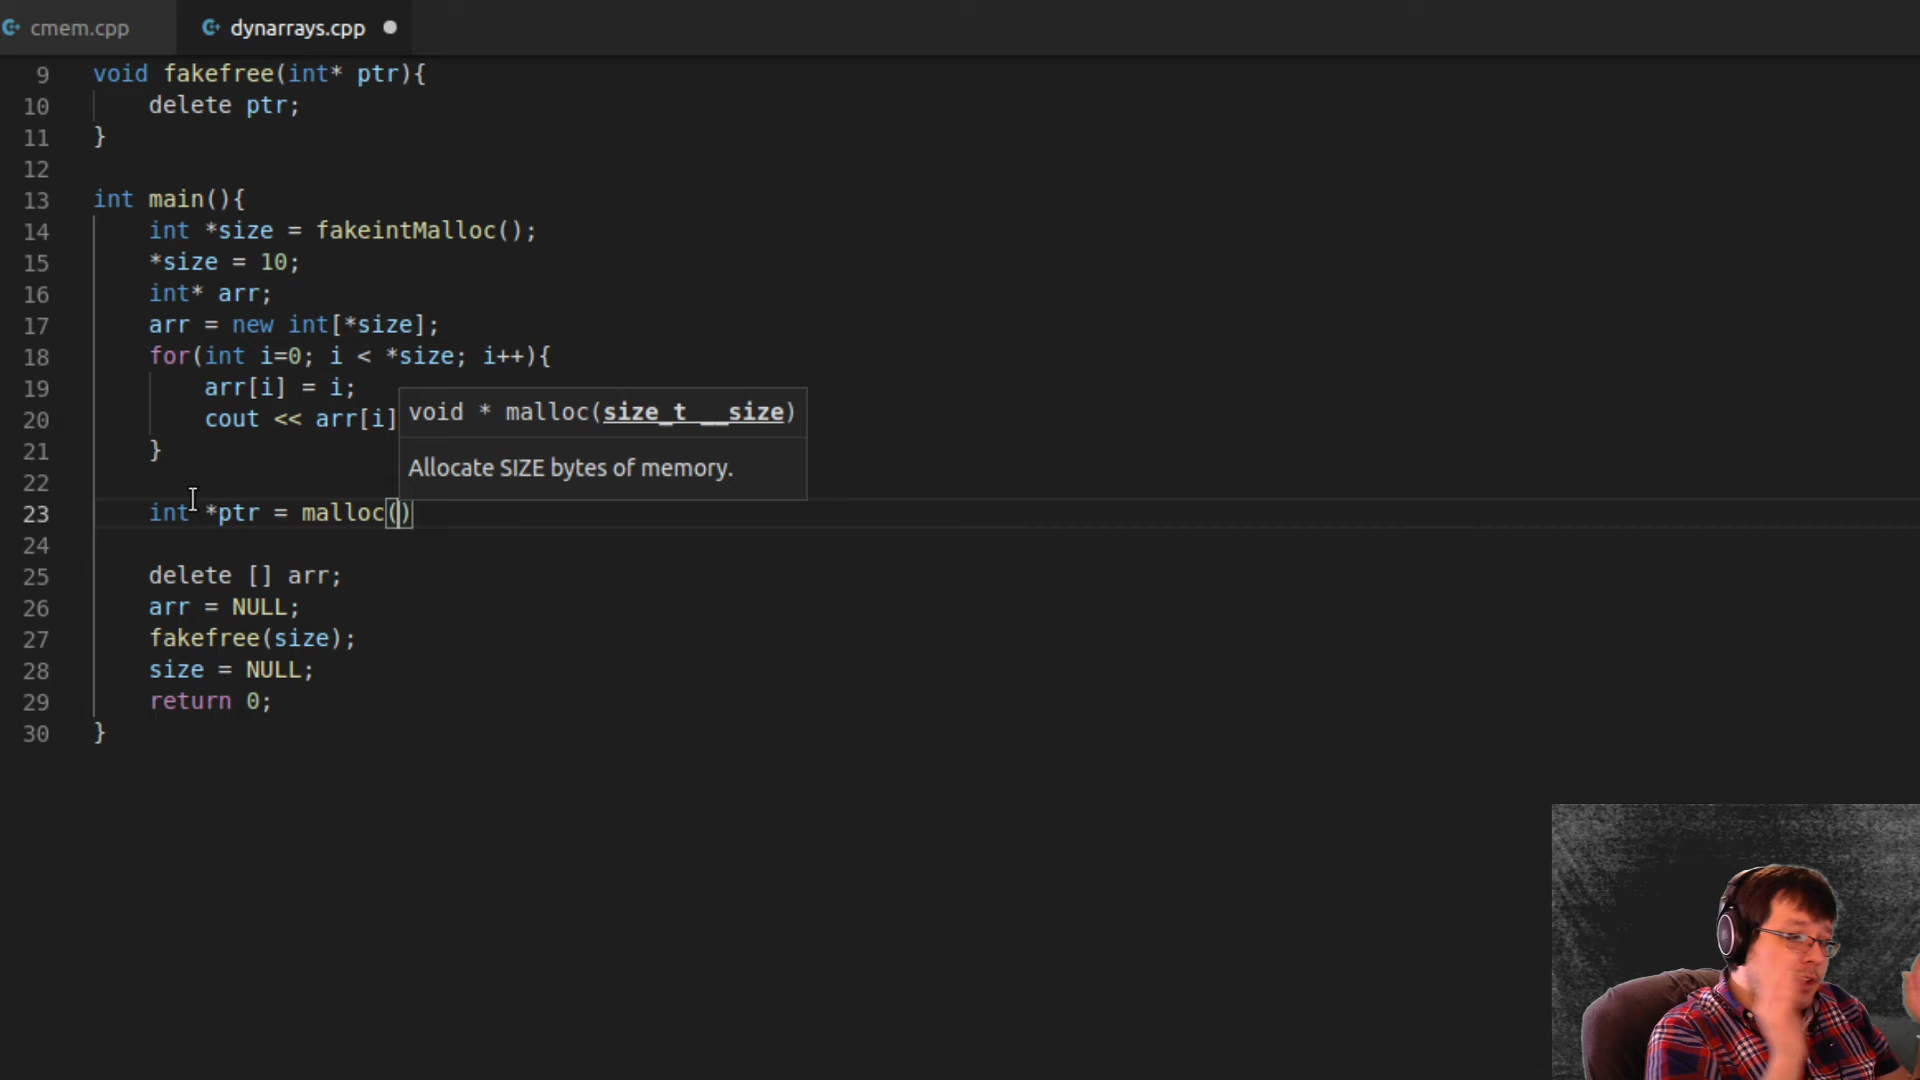 cmem.cpp
dynarrays.cpp
9 void fakefree(int* ptr){
10 delete ptr;
11 }
12
13 int main(){
14 int *size = fakeintMalloc();
15 *size = 10;
16 int* arr;
17 arr = new int[*size];
18 for(int i=0; i < *size; i++){
19 arr[i] = i;
20 cout << arr[i]
void * malloc(size_t __size)
21 }
Allocate SIZE bytes of memory.
22
23 int *ptr = malloc()
24
25 delete [] arr;
26 arr = NULL;
27 fakefree(size);
28 size = NULL;
29 return 0;
30 }